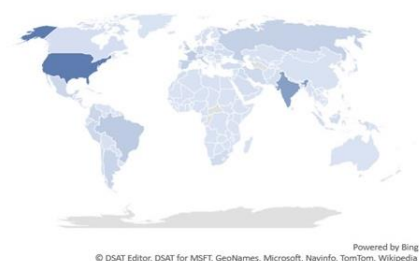 Powered by Bing
© DSAT Editor, DSAT for MSFT, GeoNames, Microsoft, Navinfo, TomTom, Wikipedia